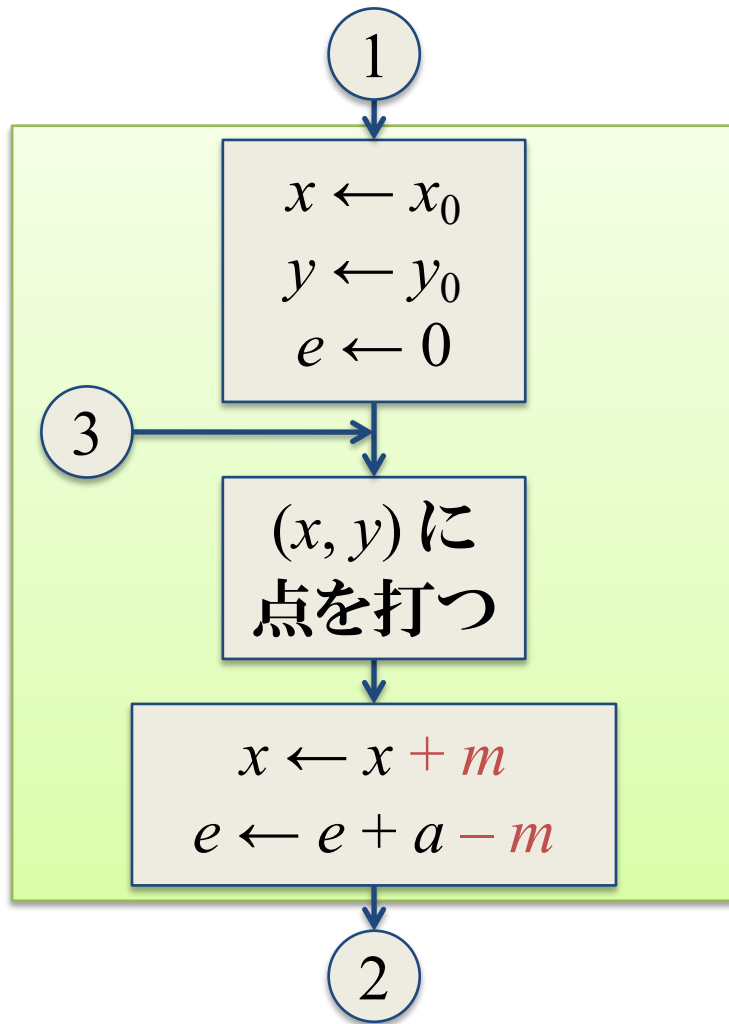 1
x ← x₀
y ← y₀
e ← 0
3
(x, y) に
点を打つ
x ← x + m
e ← e + a – m
2